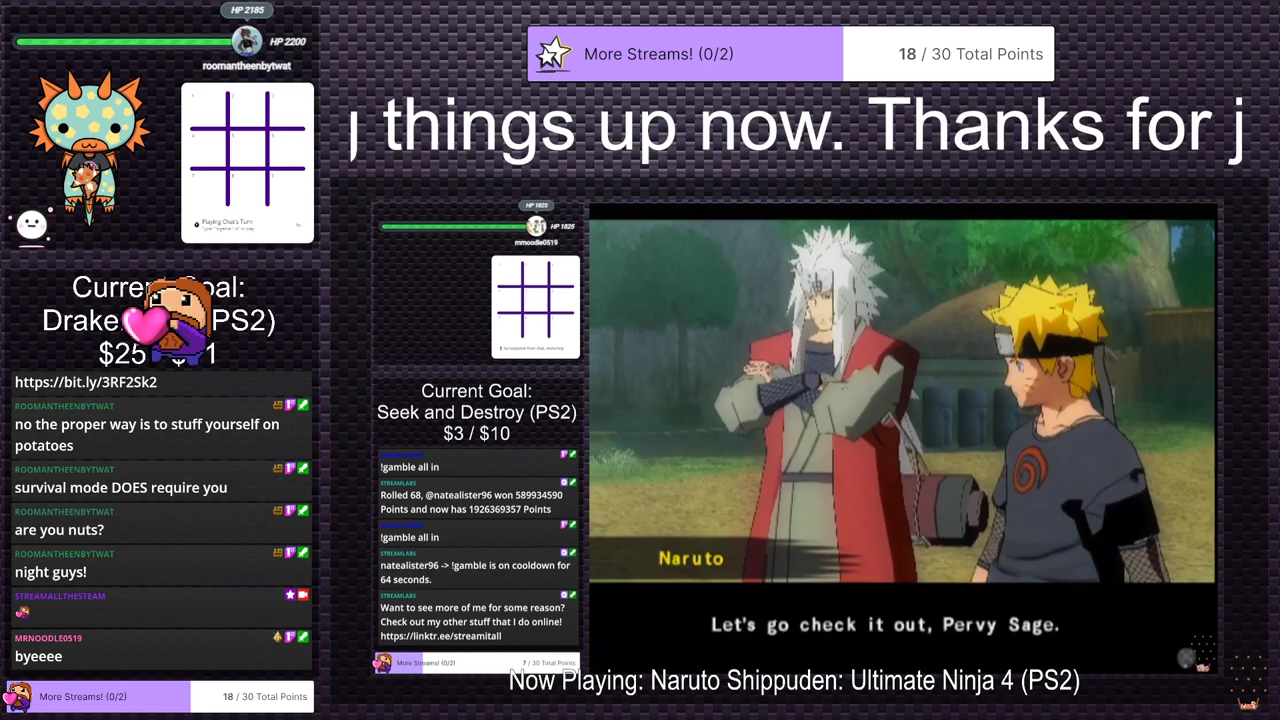 HP 2185
HP 2200
roomantheenbytwat
More Streams! (0/2)
18 / 30 Total Points
things up now. Thanks for j
Playing Chat's Turn
HP 1825
HP 1825
mrnoodle0519
Current Goal:
Drake (PS2)
$25
https://bit.ly/3RF2Sk2
ROOMANTHEENBYTWAT
no the proper way is to stuff yourself on
potatoes
ROOMANTHEENBYTWAT
survival mode DOES require you
ROOMANTHEENBYTWAT
are you nuts?
ROOMANTHEENBYTWAT
night guys!
STREAMALLTHESTEAM
MRNOODLE0519
byeeee
More Streams! (0/2)
18 / 30 Total Points
Current Goal:
Seek and Destroy (PS2)
$3 / $10
!gamble all in
STREAMLABS
Rolled 68, @natealister96 won 589934590
Points and now has 1926369357 Points
!gamble all in
STREAMLABS
natealister96 -> !gamble is on cooldown for
64 seconds.
STREAMLABS
Want to see more of me for some reason?
Check out my other stuff that I do online!
https://linktr.ee/streamitall
More Streams! (0/2)
7 / 30 Total Points
Naruto
Let's go check it out, Pervy Sage.
Now Playing: Naruto Shippuden: Ultimate Ninja 4 (PS2)